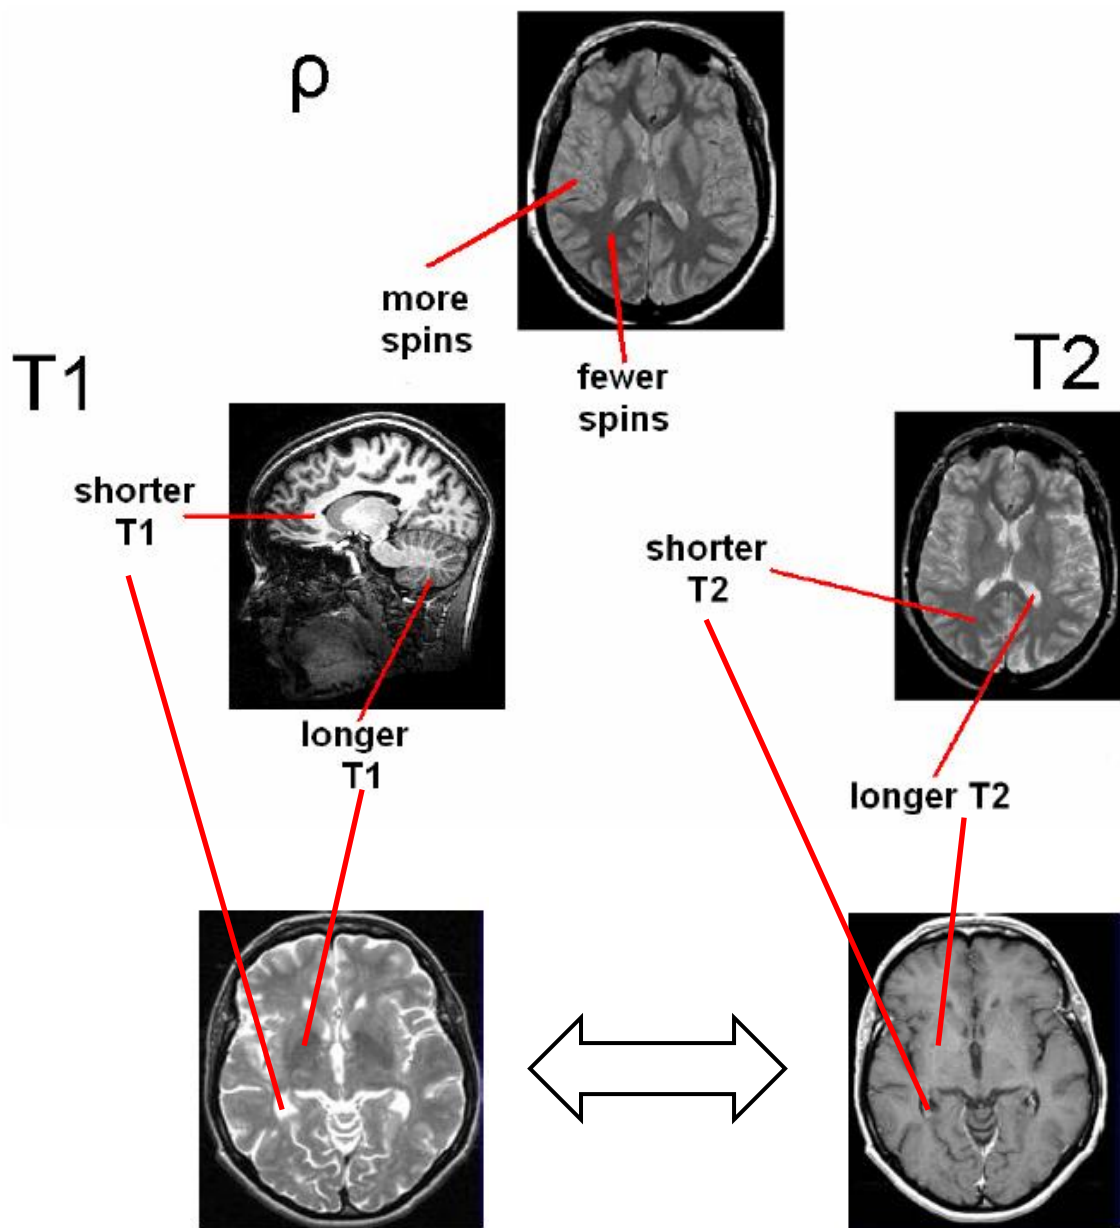 ρ
more
spins
fewer
spins
T1
T2
shorter
T1
shorter
T2
longer
T1
longer T2